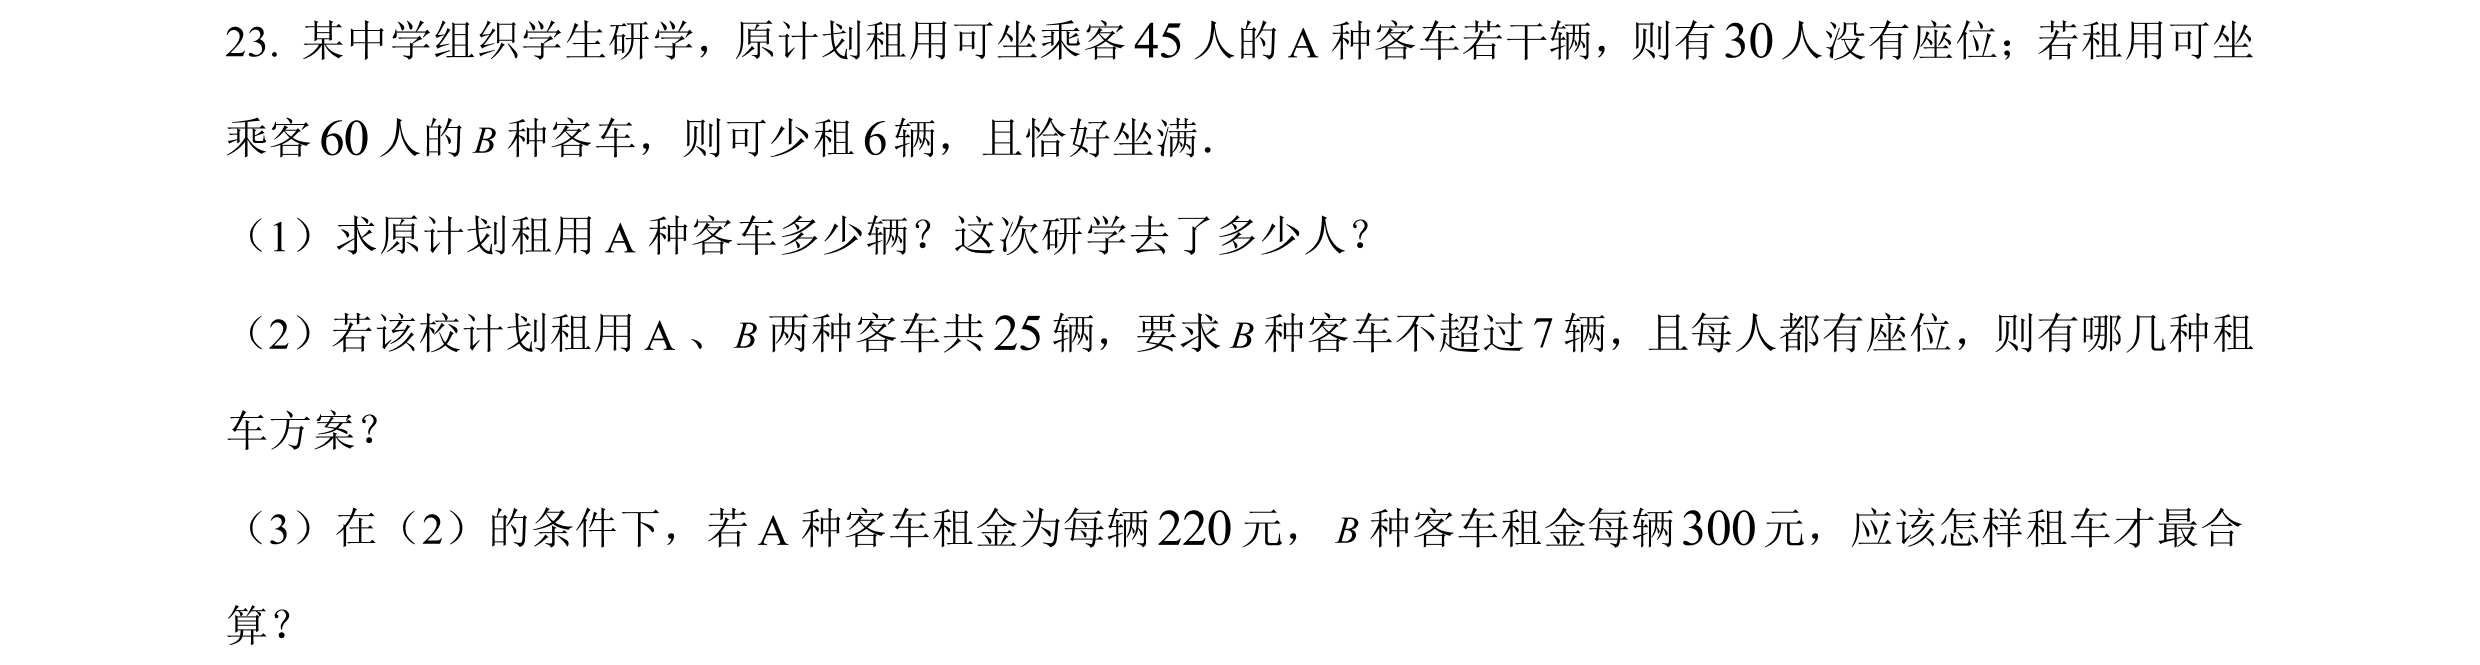 23. 某中学组织学生研学，原计划租用可坐乘客45人的A种客车若干辆，则有30人没有座位；若租用可坐
乘客60人的B种客车，则可少租6辆，且恰好坐满．
（1）求原计划租用A种客车多少辆？这次研学去了多少人？
（2）若该校计划租用A、B两种客车共25辆，要求B种客车不超过7辆，且每人都有座位，则有哪几种租
车方案？
（3）在（2）的条件下，若A种客车租金为每辆220元，B种客车租金每辆300元，应该怎样租车才最合
算？